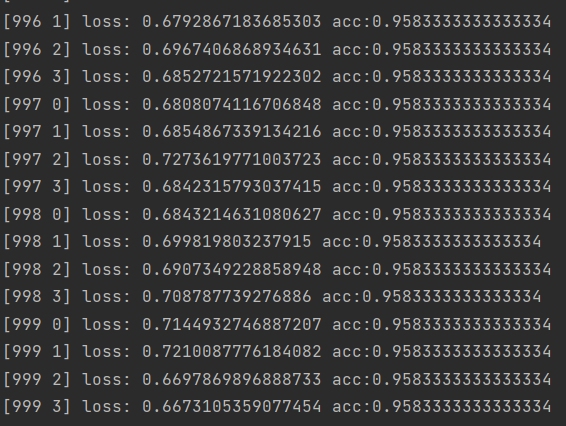 [996 1] loss: 0.6792867183685303 acc:0.9583333333333334
[996 2] loss: 0.6967406868934631 acc:0.9583333333333334
[996 3] loss: 0.6852721571922302 acc:0.9583333333333334
[997 0] loss: 0.6808074116706848 acc:0.9583333333333334
[997 1] loss: 0.6854867339134216 acc:0.9583333333333334
[997 2] loss: 0.7273619771003723 acc:0.9583333333333334
[997 3] loss: 0.6842315793037415 acc:0.9583333333333334
[998 0] loss: 0.6843214631080627 acc:0.9583333333333334
[998 1] loss: 0.699819803237915 acc:0.9583333333333334
[998 2] loss: 0.6907349228858948 acc:0.9583333333333334
[998 3] loss: 0.708787739276886 acc:0.9583333333333334
[999 0] loss: 0.7144932746887207 acc:0.9583333333333334
[999 1] loss: 0.7210087776184082 acc:0.9583333333333334
[999 2] loss: 0.6697869896888733 acc:0.9583333333333334
[999 3] loss: 0.6673105359077454 acc:0.9583333333333334